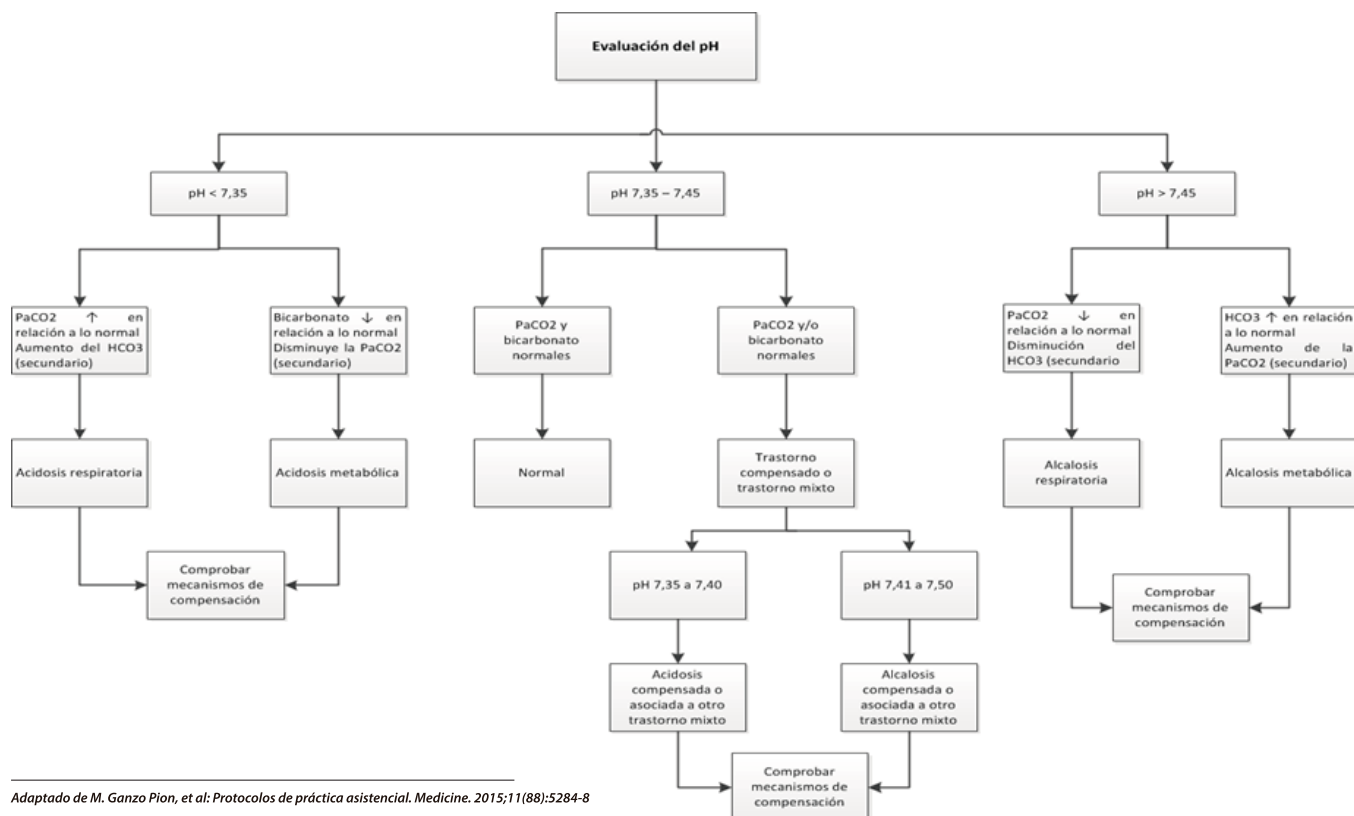 Evaluación del pH
pH < 7,35
pH 7,35 – 7,45
pH > 7,45
PaCO2 ↑ en
relación a lo normal
Aumento del HCO3
(secundario)
Bicarbonato ↓ en
relación a lo normal
Disminuye la PaCO2
(secundario)
PaCO2 y
bicarbonato
normales
PaCO2 y/o
bicarbonato
normales
PaCO2 ↓ en
relación a lo normal
Disminución del
HCO3 (secundario
HCO3 ↑ en relación
a lo normal
Aumento de la
PaCO2 (secundario)
Acidosis respiratoria
Acidosis metabólica
Normal
Trastorno
compensado o
trastorno mixto
Alcalosis
respiratoria
Alcalosis metabólica
Comprobar
mecanismos de
compensación
pH 7,35 a 7,40
pH 7,41 a 7,50
Comprobar
mecanismos de
compensación
Acidosis
compensada o
asociada a otro
trastorno mixto
Alcalosis
compensada o
asociada a otro
trastorno mixto
Comprobar
mecanismos de
compensación
Adaptado de M. Ganzo Pion, et al: Protocolos de práctica asistencial. Medicine. 2015;11(88):5284-8